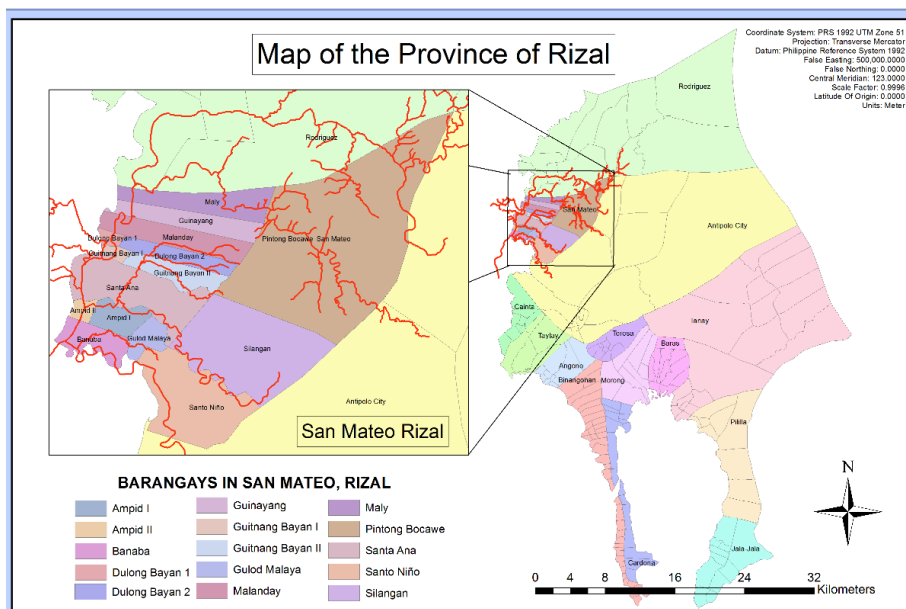 Map of the Province of Rizal
Coordinate System: PRS 1992 UTM Zone 51
Projection: Transverse Mercator
Datum: Philippine Reference System 1992
False Easting: 500,000.0000
False Northing: 0.0000
Central Meridian: 123.0000
Scale Factor: 0.9996
Latitude Of Origin: 0.0000
Units: Meter
Rodriguez
Maly
Guinayang
Malanday
Dulong Bayan 1
Pintong Bocawe
San Mateo
Guitnang Bayan I
Dulong Bayan 2
Guitnang Bayan II
Santa Ana
Ampid II
Ampid I
Banaba
Gulod Malaya
Silangan
Santo Niño
Antipolo City
San Mateo Rizal
Rodriguez
San Mateo
Antipolo City
Cainta
Taytay
Teresa
Tanay
Baras
Angono
Binangonan
Morong
Pililla
Jala-Jala
Cardona
N
BARANGAYS IN SAN MATEO, RIZAL
Ampid I
Ampid II
Banaba
Dulong Bayan 1
Dulong Bayan 2
Guinayang
Guitnang Bayan I
Guitnang Bayan II
Gulod Malaya
Malanday
Maly
Pintong Bocawe
Santa Ana
Santo Niño
Silangan
0 4 8 16 24 32
Kilometers